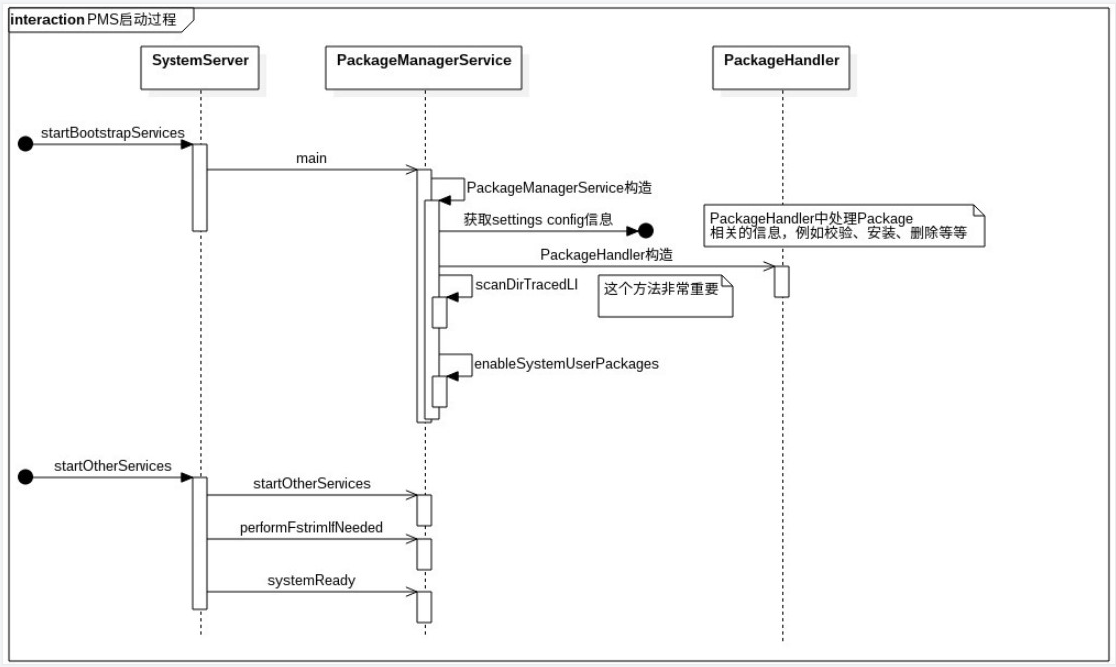 interaction PMS启动过程
SystemServer
PackageManagerService
PackageHandler
startBootstrapServices
main
PackageManagerService构造
获取settings config信息
PackageHandler中处理Package
相关的信息，例如校验、安装、删除等等
PackageHandler构造
scanDirTracedLI
这个方法非常重要
enableSystemUserPackages
startOtherServices
startOtherServices
performFstrimIfNeeded
systemReady